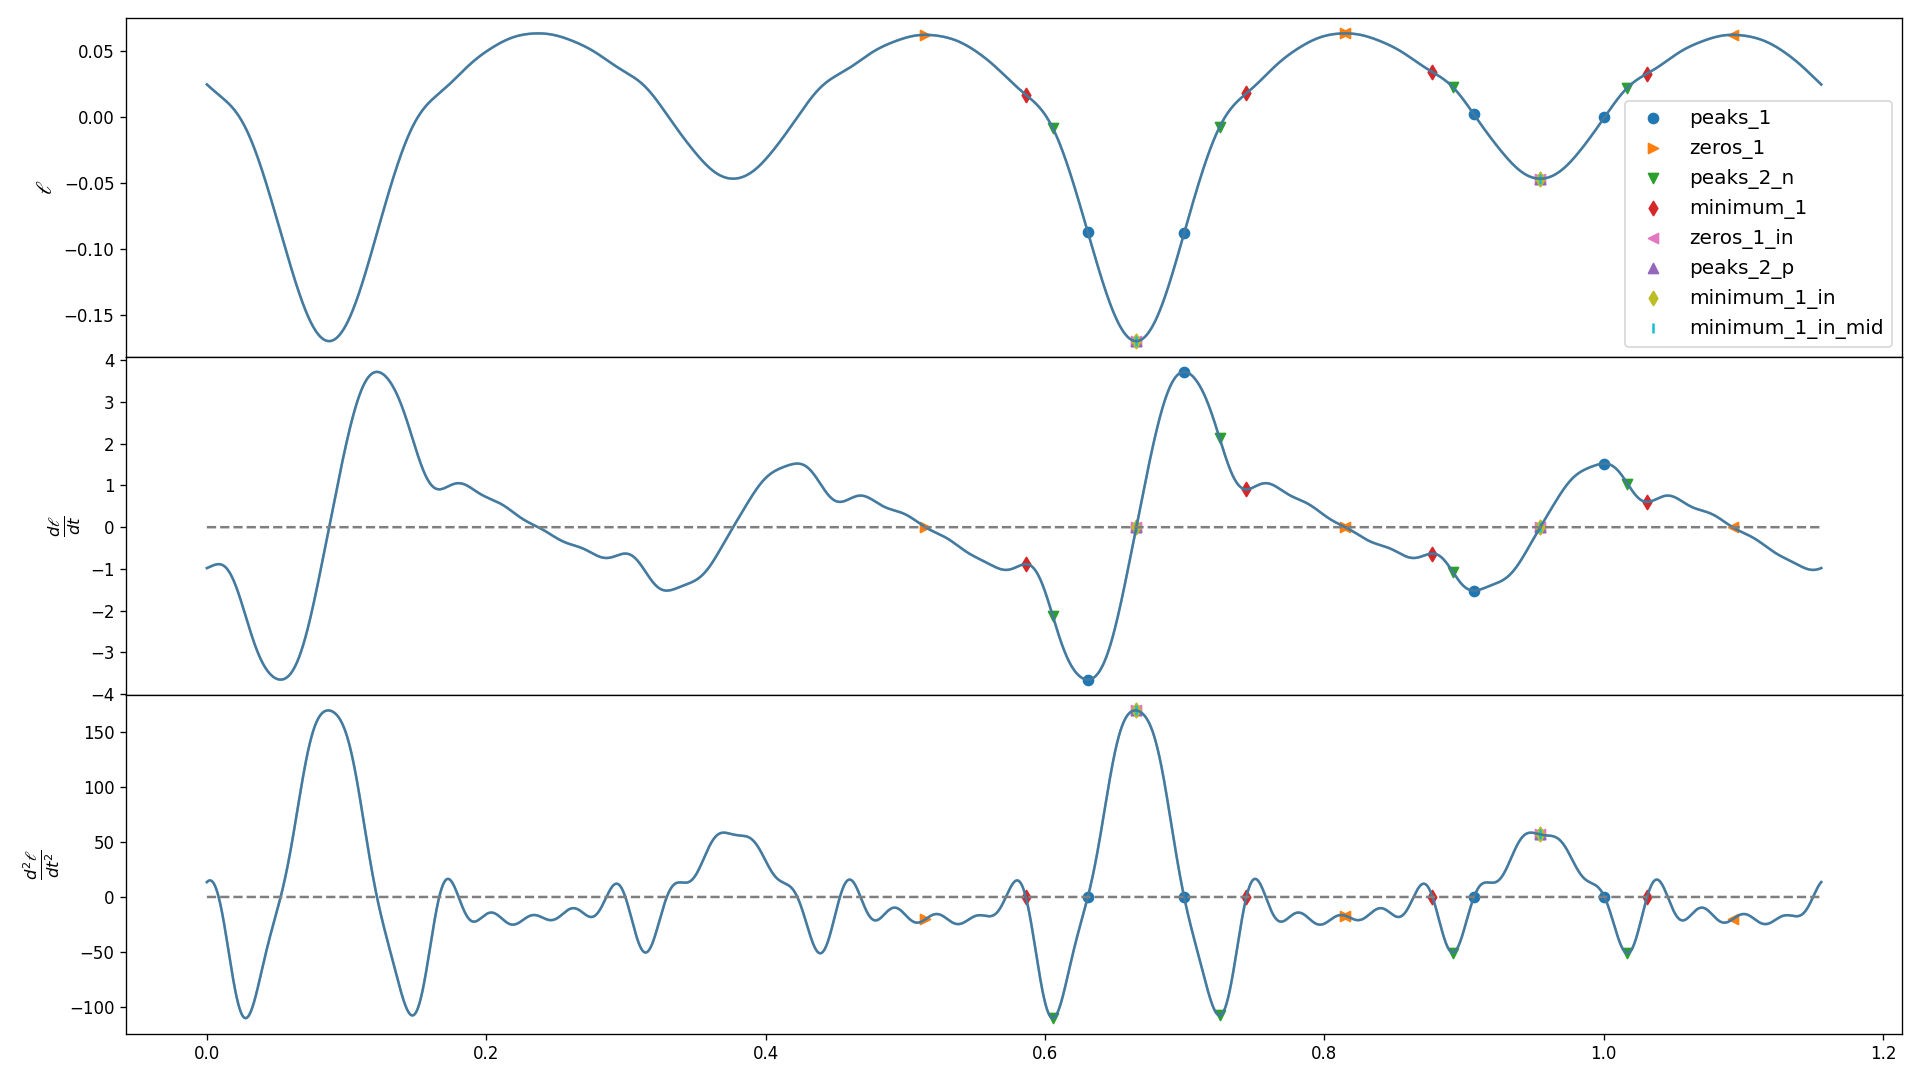 0.05
0.00
−0.05
−0.10
−0.15
ℓ
peaks_1
zeros_1
peaks_2_n
minimum_1
zeros_1_in
peaks_2_p
minimum_1_in
minimum_1_in_mid
4
3
2
1
0
−1
−2
−3
−4
dℓ
dt
150
100
50
0
−50
−100
d²ℓ
dt²
0.0 0.2 0.4 0.6 0.8 1.0 1.2